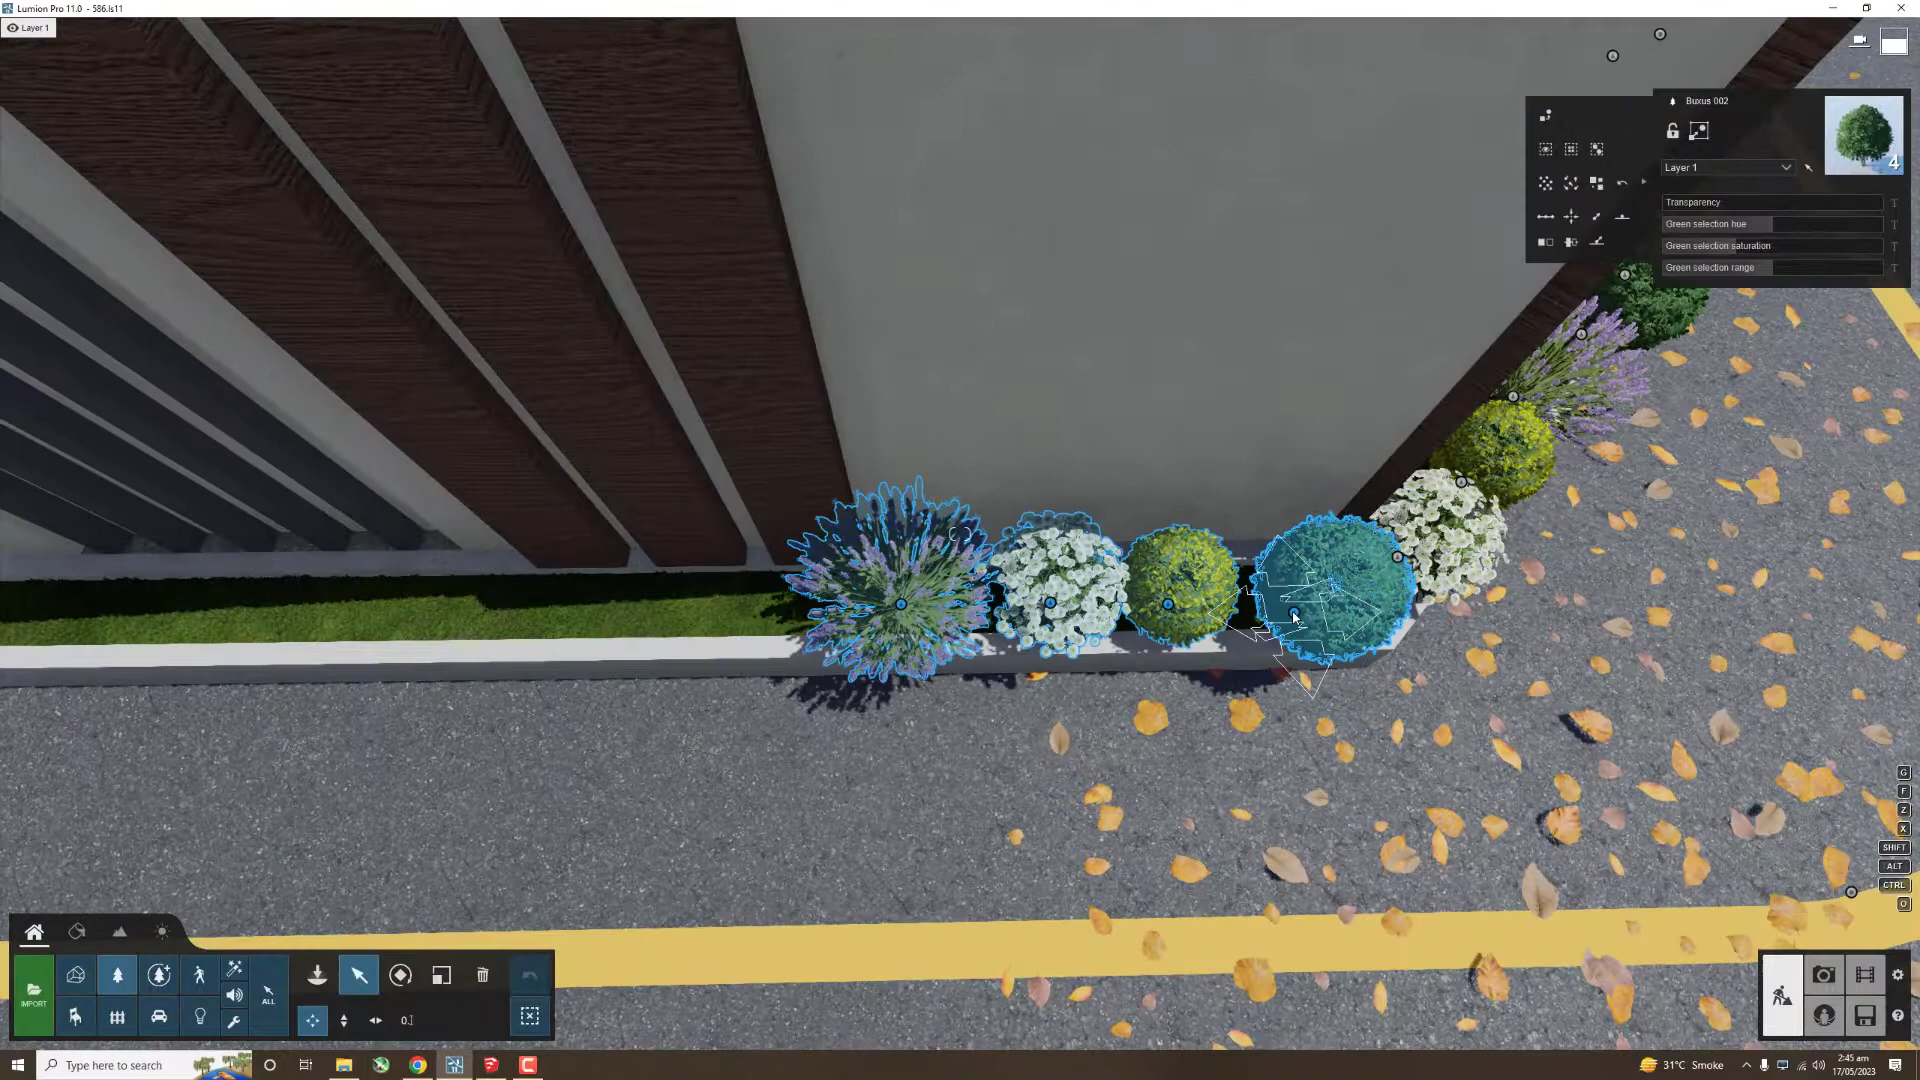 Lumion Pro 11.0 - 586.ls11
Layer 1
Buxus 002
4
Layer 1
Transparency
Green selection hue
Green selection saturation
Green selection range
T
T
T
T
G
F
Z
X
SHIFT
ALT
CTRL
O
IMPORT
ALL
Type here to search
31°C Smoke
2:45 am
17/05/2023